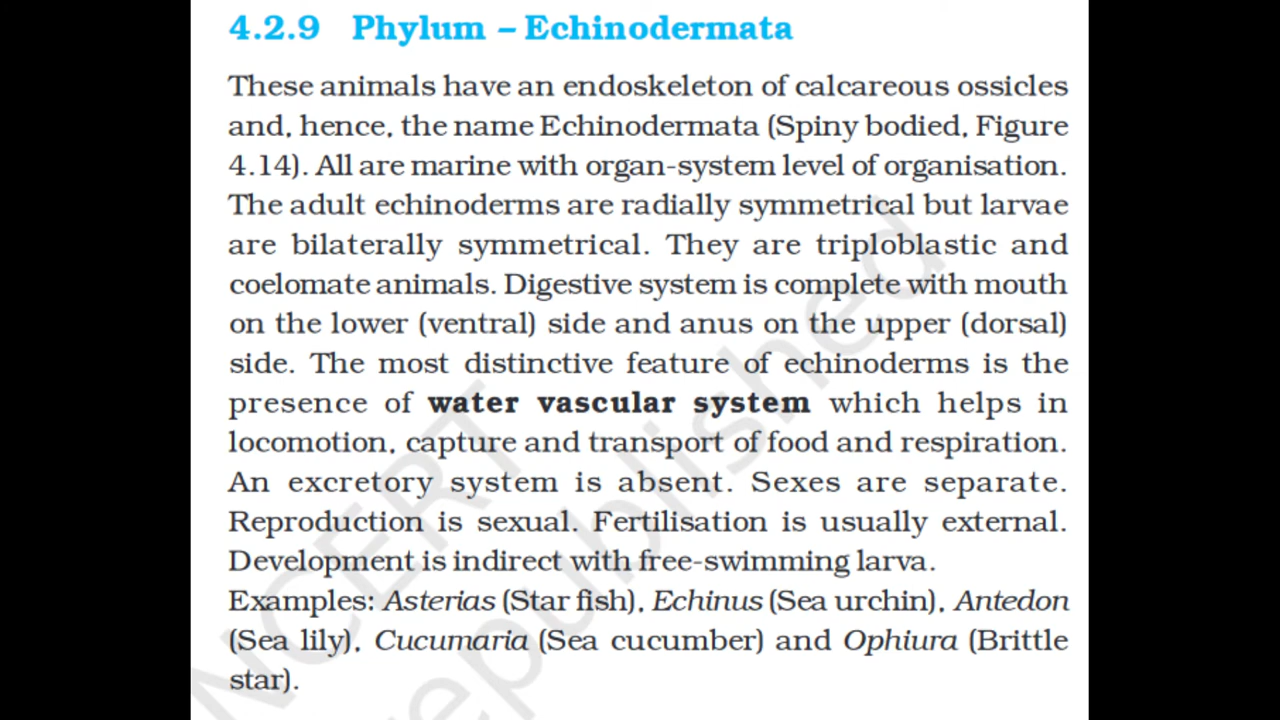 4.2.9 Phylum – Echinodermata
These animals have an endoskeleton of calcareous ossicles
and, hence, the name Echinodermata (Spiny bodied, Figure
4.14). All are marine with organ-system level of organisation.
The adult echinoderms are radially symmetrical but larvae
are bilaterally symmetrical. They are triploblastic and
coelomate animals. Digestive system is complete with mouth
on the lower (ventral) side and anus on the upper (dorsal)
side. The most distinctive feature of echinoderms is the
presence of water vascular system which helps in
locomotion, capture and transport of food and respiration.
An excretory system is absent. Sexes are separate.
Reproduction is sexual. Fertilisation is usually external.
Development is indirect with free-swimming larva.
Examples: Asterias (Star fish), Echinus (Sea urchin), Antedon
(Sea lily), Cucumaria (Sea cucumber) and Ophiura (Brittle
star).
NCERT
republished